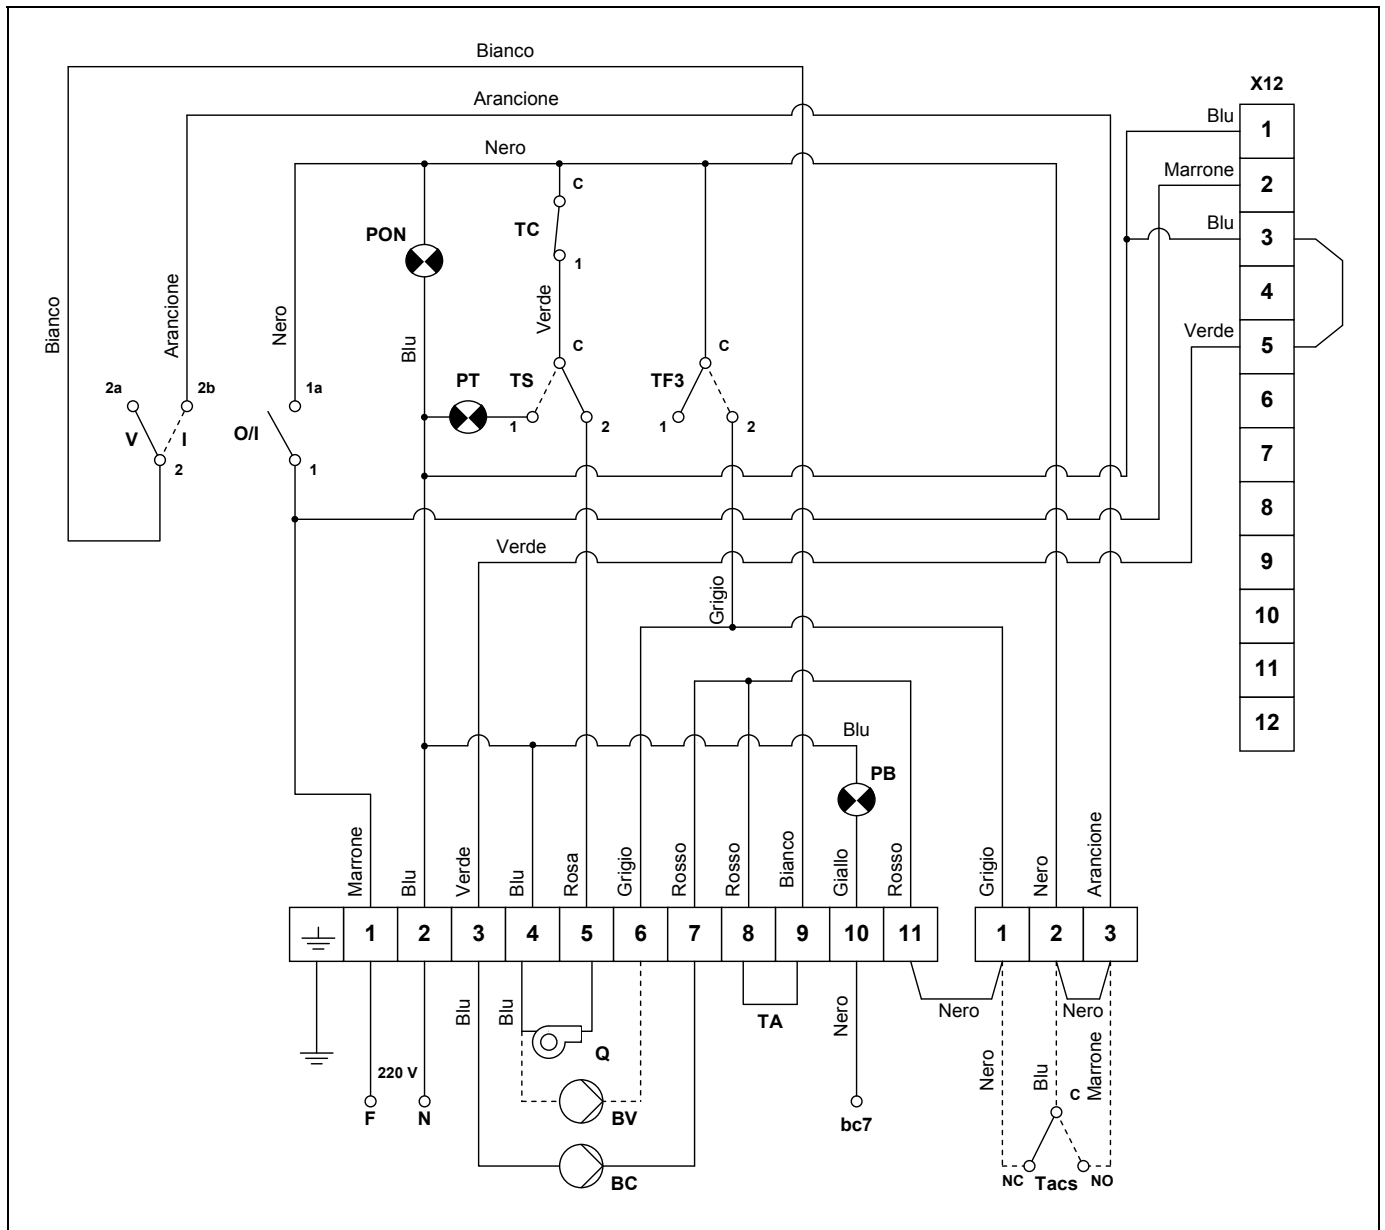 Bianco
X12
Arancione
Blu
1
Nero
Marrone
2
C
TC
PON
Blu
3
1
Bianco
Arancione
Nero
Verde
4
Blu
C
C
Verde
5
2a
2b
1a
PT
TS
TF3
6
V
I
O/I
1
2
1
2
2
1
7
8
Verde
9
Grigio
10
11
12
Blu
PB
Marrone
Blu
Verde
Blu
Rosa
Grigio
Rosso
Rosso
Bianco
Giallo
Rosso
Grigio
Nero
Arancione
1
2
3
4
5
6
7
8
9
10
11
1
2
3
Blu
Blu
TA
Nero
Nero
Nero
Q
Nero
Blu
Marrone
220 V
F
N
BV
bc7
C
BC
NC
Tacs
NO